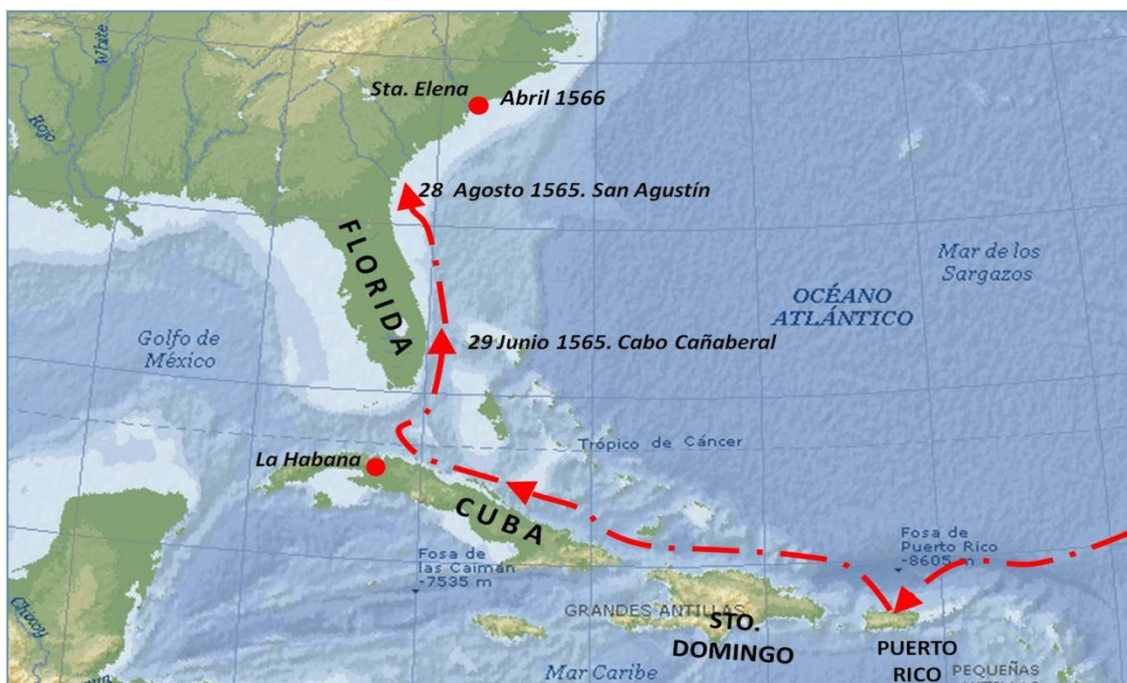 White
Rojo
Sta. Elena
Abril 1566
28 Agosto 1565. San Agustín
FLORIDA
Mar de los
Sargazos
OCÉANO
ATLÁNTICO
Golfo de
México
29 Junio 1565. Cabo Cañaberal
Trópico de Cáncer
La Habana
CUBA
Fosa de
las Caimán
-7535 m
Fosa de
Puerto Rico
-8605 m
GRANDES ANTILLAS
STO.
DOMINGO
PUERTO
RICO
PEQUEÑAS
Mar Caribe
Chixoy